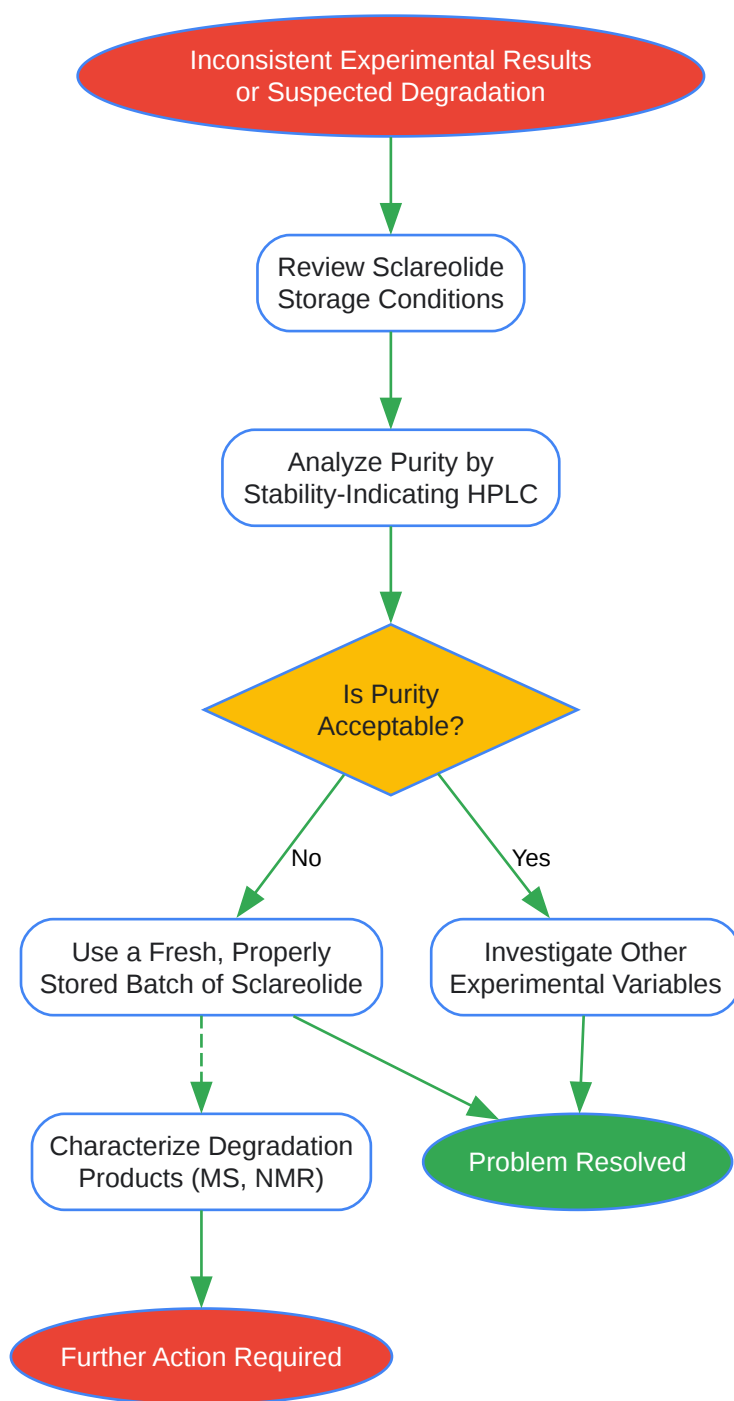 Inconsistent Experimental Results
or Suspected Degradation
Review Sclareolide
Storage Conditions
Analyze Purity by
Stability-Indicating HPLC
Is Purity
Acceptable?
No
Yes
Use a Fresh, Properly
Stored Batch of Sclareolide
Investigate Other
Experimental Variables
Characterize Degradation
Products (MS, NMR)
Problem Resolved
Further Action Required